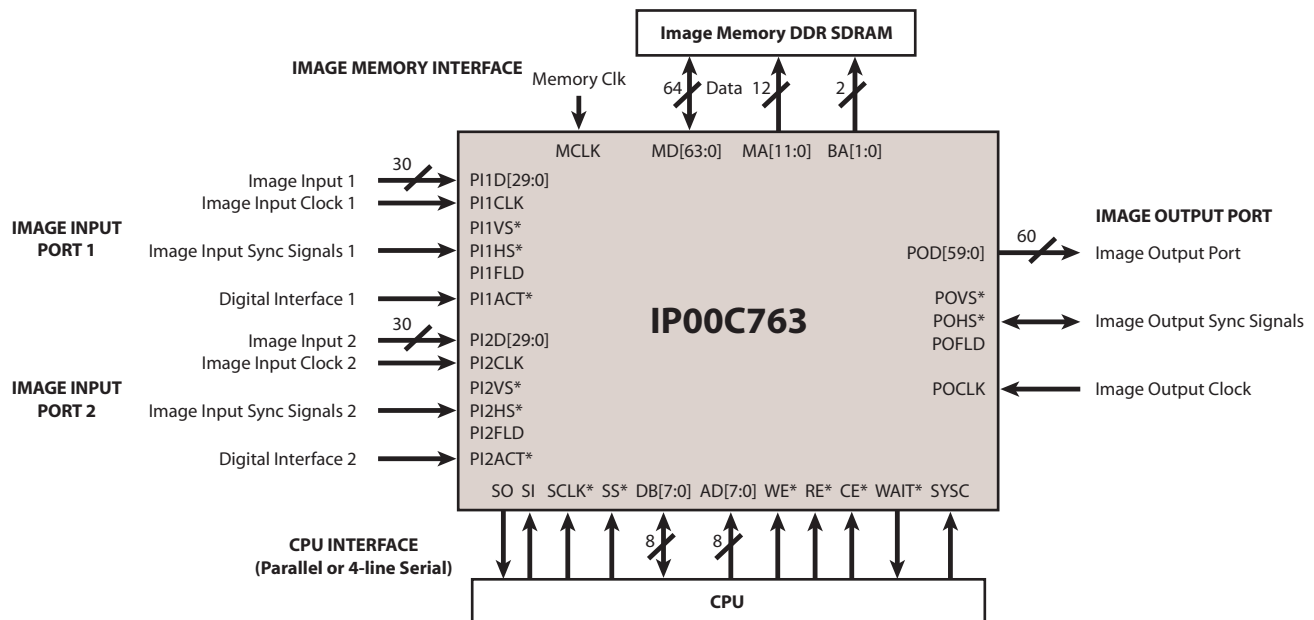 Image Memory DDR SDRAM
IMAGE MEMORY INTERFACE
Memory Clk
64 Data 12 2
MCLK MD[63:0] MA[11:0] BA[1:0]
IMAGE INPUT
PORT 1
Image Input 1
30
PI1D[29:0]
Image Input Clock 1
PI1CLK
PI1VS*
Image Input Sync Signals 1
PI1HS*
PI1FLD
Digital Interface 1
PI1ACT*
IMAGE INPUT
PORT 2
Image Input 2
30
PI2D[29:0]
Image Input Clock 2
PI2CLK
PI2VS*
Image Input Sync Signals 2
PI2HS*
PI2FLD
Digital Interface 2
PI2ACT*
IP00C763
IMAGE OUTPUT PORT
POD[59:0]
60
Image Output Port
POVS*
POHS*
Image Output Sync Signals
POFLD
POCLK
Image Output Clock
SO SI SCLK* SS* DB[7:0] AD[7:0] WE* RE* CE* WAIT* SYSC
CPU INTERFACE
(Parallel or 4-line Serial)
8 8
CPU